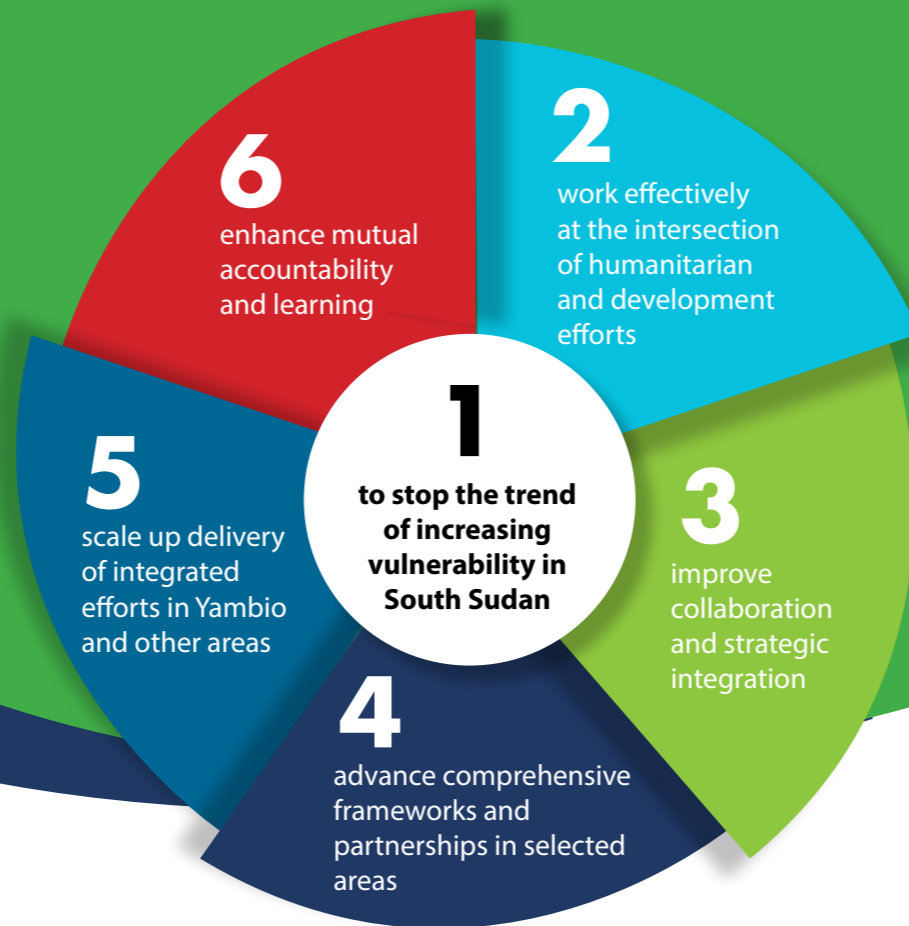 1
to stop the trend
of increasing
vulnerability in
South Sudan
2
work effectively
at the intersection
of humanitarian
and development
efforts
3
improve
collaboration
and strategic
integration
4
advance comprehensive
frameworks and
partnerships in selected
areas
5
scale up delivery
of integrated
efforts in Yambio
and other areas
6
enhance mutual
accountability
and learning